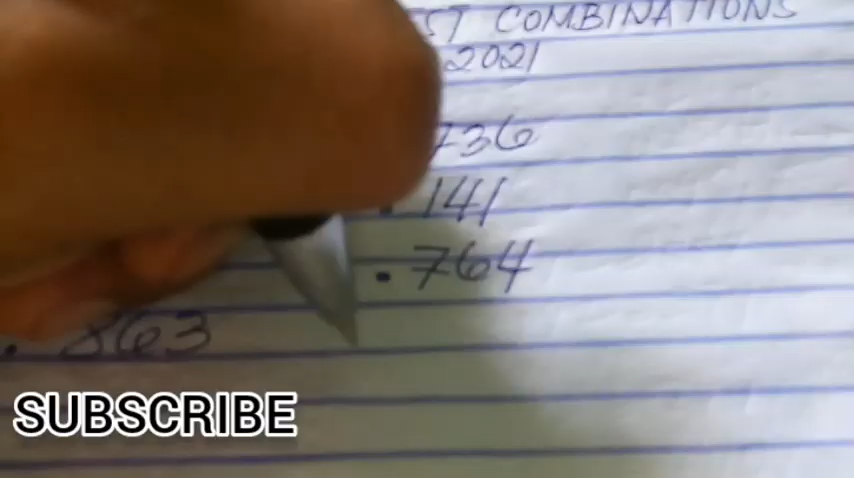 COMBINATIONS
2021
736
. 141
. 764
. 863
SUBSCRIBE